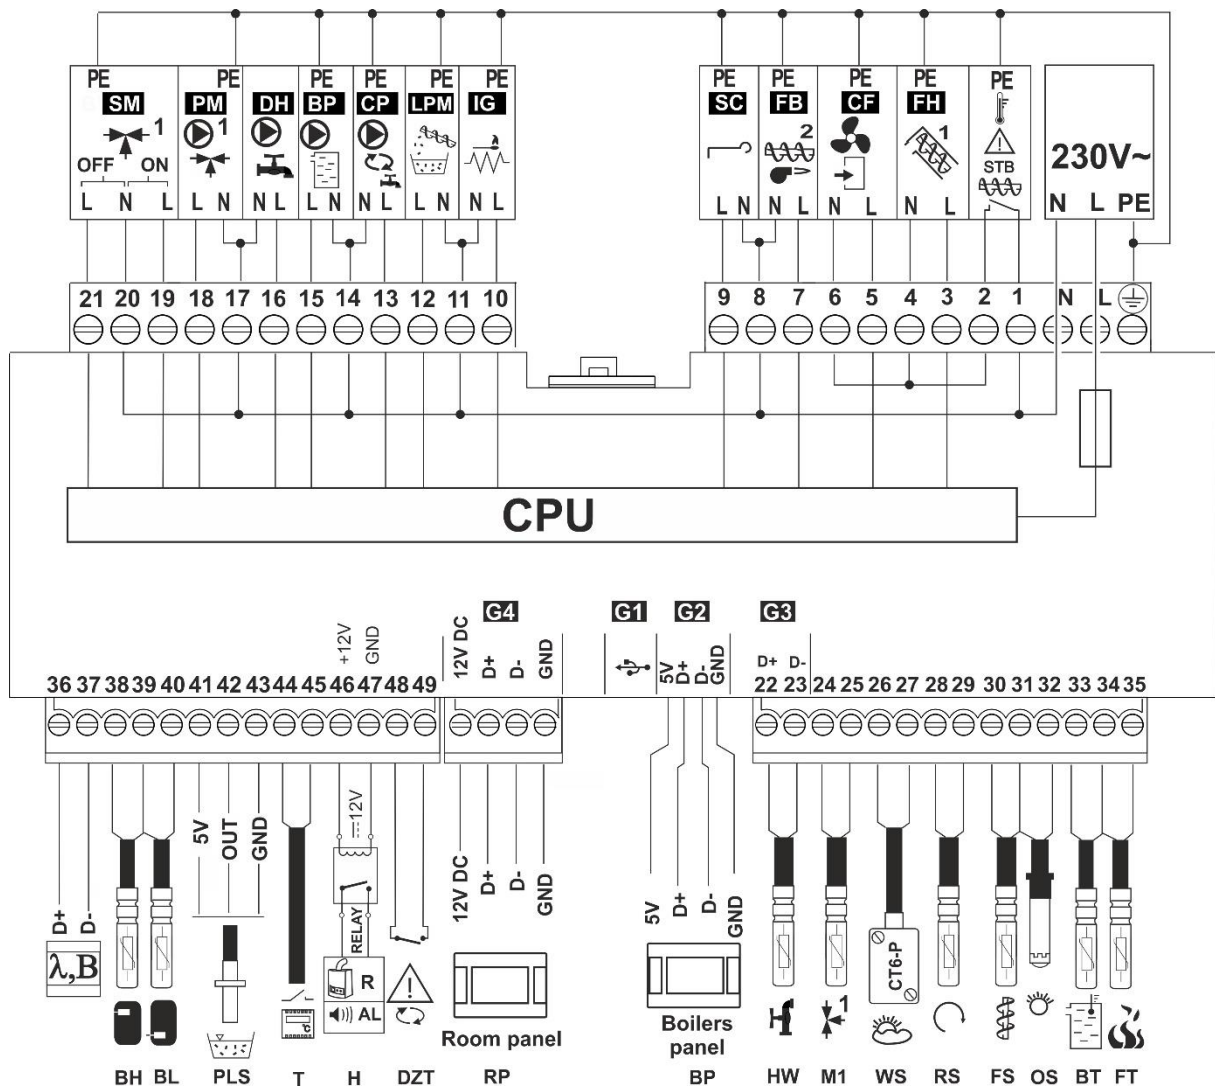 PE PE PE PE PE PE PE PE PE PE PE
SM PM DH BP CP LPM IG SC FB CF FH
1 1 2 1
STB
230V~
OFF ON
L N L L N N L L N N L L N N L L N N L N L N L N L PE
21 20 19 18 17 16 15 14 13 12 11 10 9 8 7 6 5 4 3 2 1 N L
CPU
G4 G1 G2 G3
+12V GND 12V DC D+ D- GND 5V D+ D- GND D+ D-
36 37 38 39 40 41 42 43 44 45 46 47 48 49 22 23 24 25 26 27 28 29 30 31 32 33 34 35
5V OUT GND 12V
D+ D- 12V DC D+ D- GND 5V D+ D- GND
RELAY
λ,B R CT6-P
AL
°C
1
Room panel
Boilers
panel
BH BL PLS T H DZT RP BP HW M1 WS RS FS OS BT FT